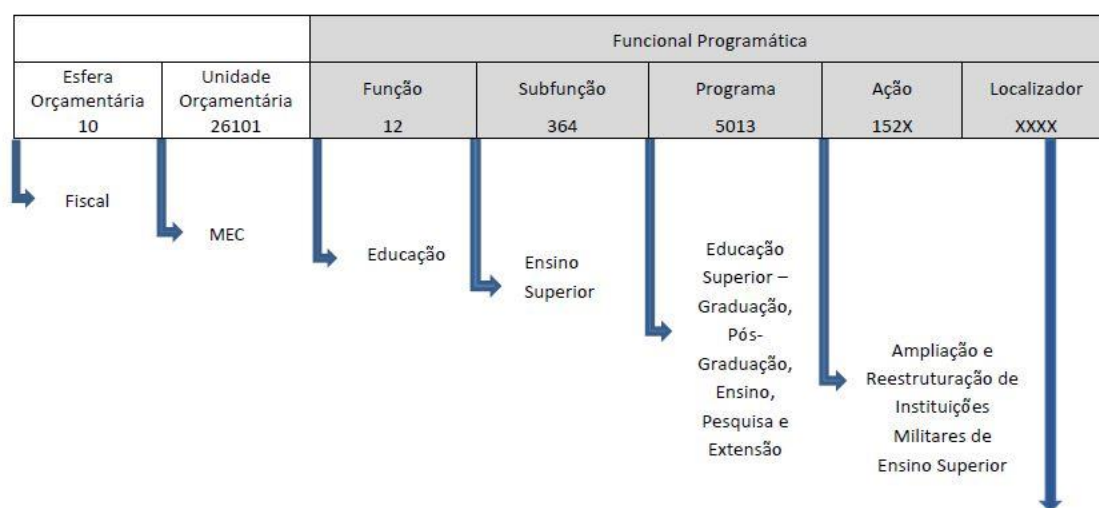 Funcional Programática
Esfera
Orçamentária
10
Unidade
Orçamentária
26101
Função
12
Subfunção
364
Programa
5013
Ação
152X
Localizador
XXXX
Fiscal
MEC
Educação
Ensino
Superior
Educação
Superior –
Graduação,
Pós-
Graduação,
Ensino,
Pesquisa e
Extensão
Ampliação e
Reestruturação de
Instituições
Militares de
Ensino Superior